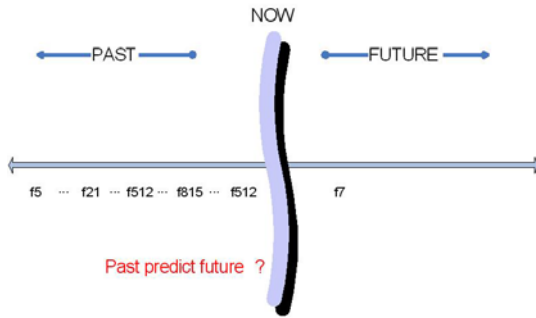 NOW
PAST FUTURE
f5 ... f21 ... f512 ... f815 ... f512 f7
Past predict future ?